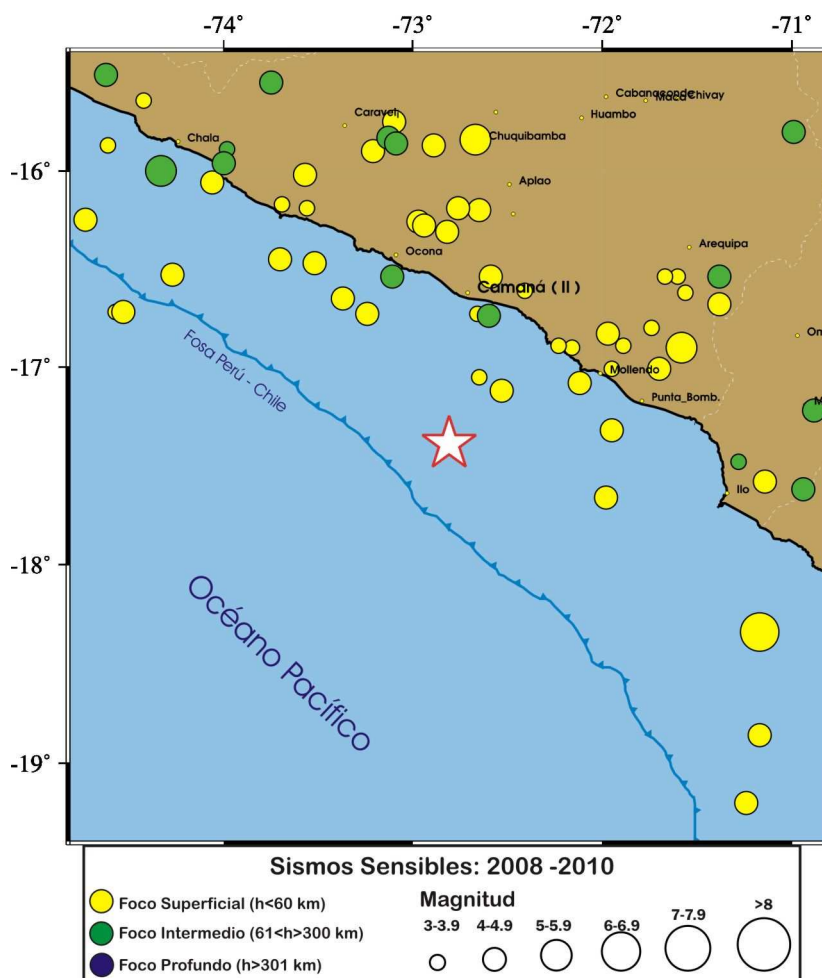 -74° -73° -72° -71°
-16°
-17°
-18°
-19°
Cabanaconde
Maca Chivay
Caraveli
Huambo
Chuquibamba
Chala
Aplao
Arequipa
Ocona
Camaná ( II )
Om
Fosa Perú - Chile
Mollendo
Punta_Bomb.
M
Ilo
Océano Pacífico
Sismos Sensibles: 2008 -2010
Foco Superficial (h<60 km)
Foco Intermedio (61<h>300 km)
Foco Profundo (h>301 km)
Magnitud
3-3.9 4-4.9 5-5.9 6-6.9 7-7.9 >8